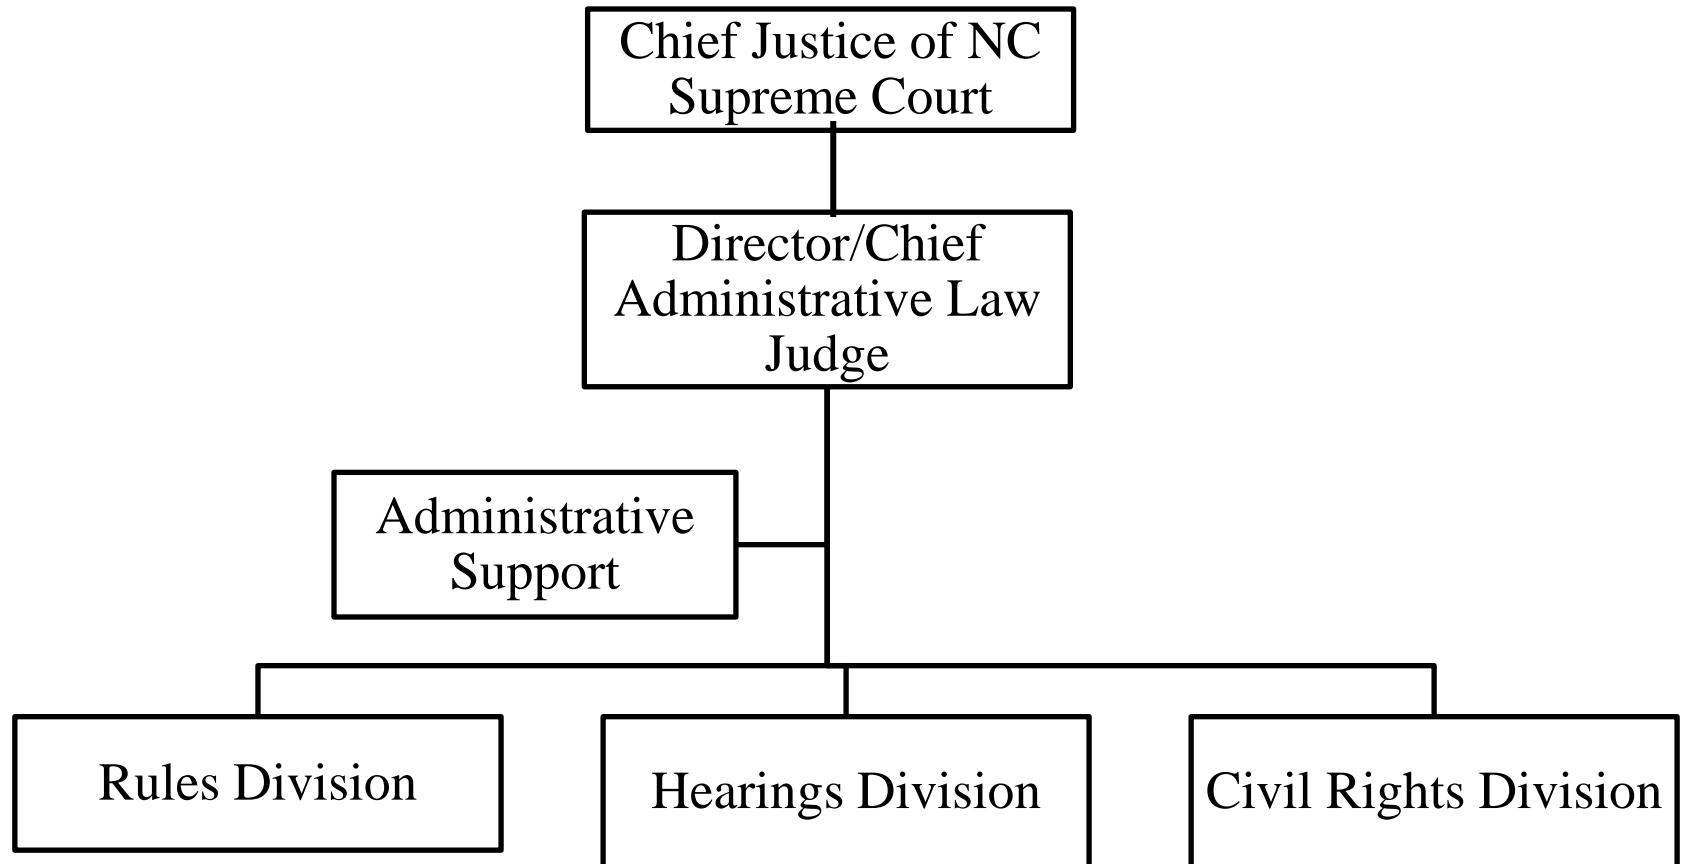 Chief Justice of NC
Supreme Court
Director/Chief
Administrative Law
Judge
Administrative
Support
Rules Division
Hearings Division
Civil Rights Division